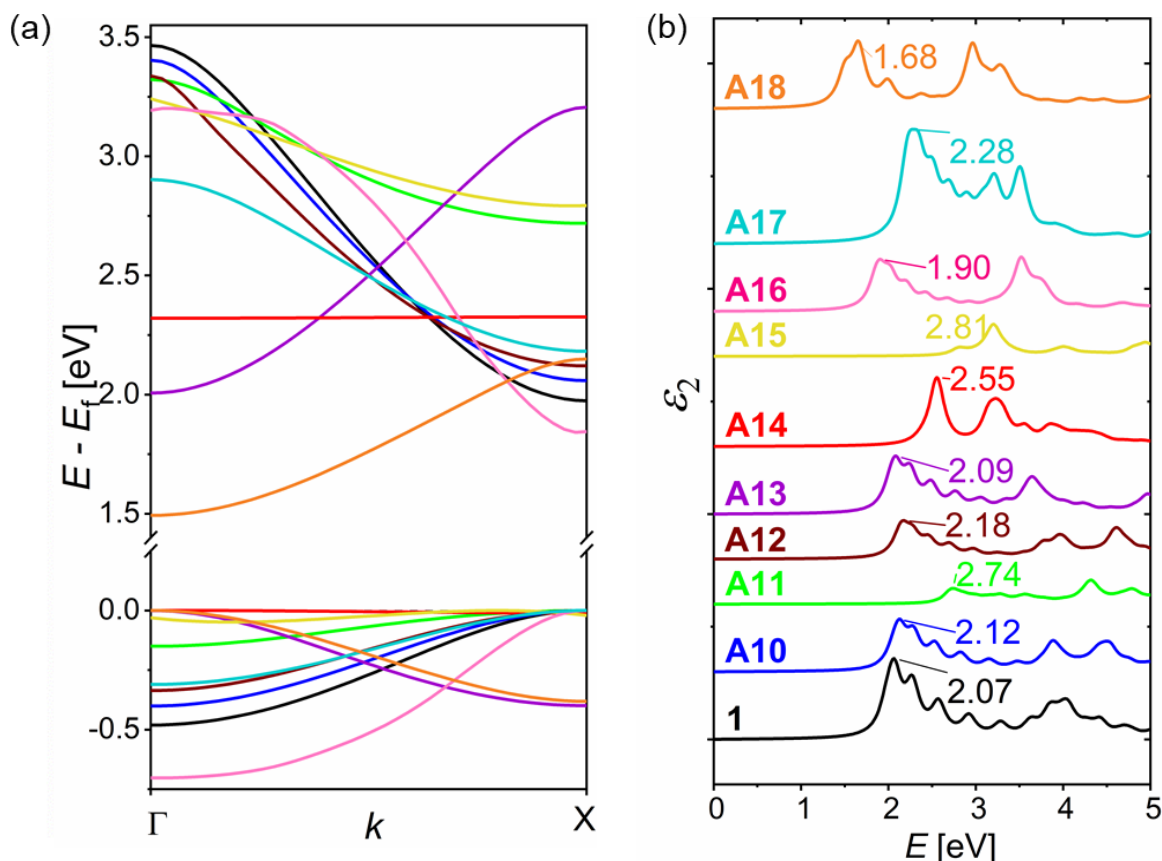 (a)
3.5
3.0
2.5
2.0
1.5
0.0
-0.5
E - Ef [eV]
Γ
k
X
(b)
A18
1.68
A17
2.28
A16
1.90
A15
2.81
A14
2.55
A13
2.09
A12
2.18
A11
2.74
A10
2.12
1
2.07
ε2
0
1
2
3
4
5
E [eV]